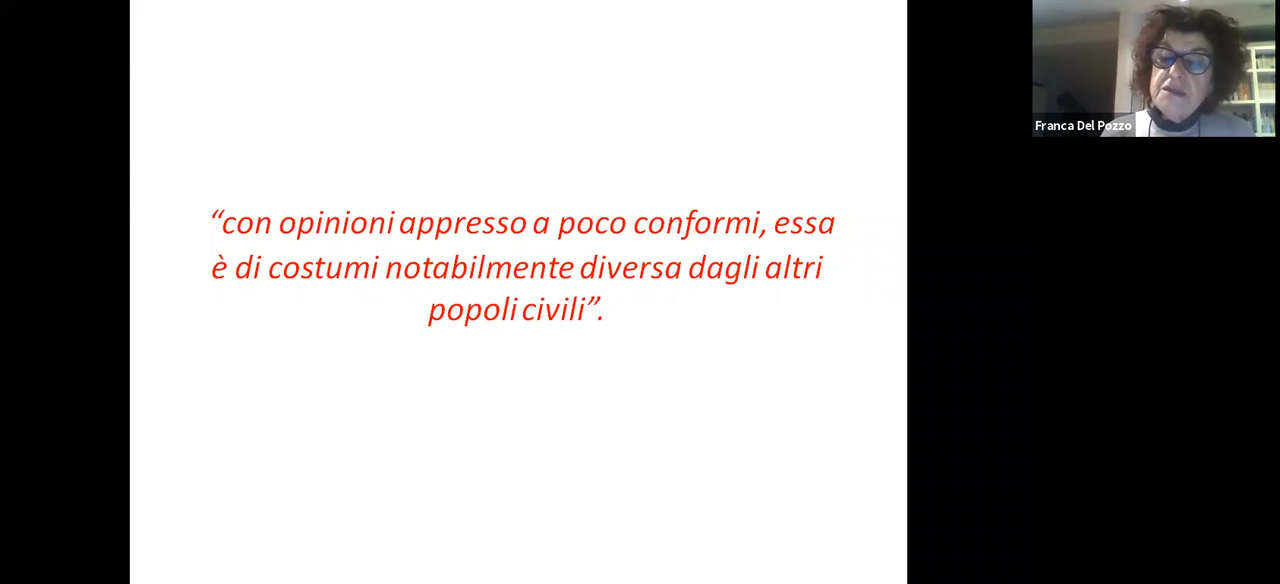 “con opinioni appresso a poco conformi, essa
è di costumi notabilmente diversa dagli altri
popoli civili”.
Franca Del Pozzo